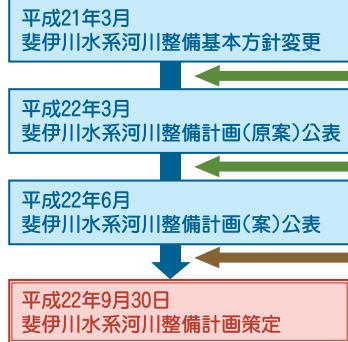 平成21年3月
斐伊川水系河川整備基本方針変更
平成22年3月
斐伊川水系河川整備計画(原案)公表
平成22年6月
斐伊川水系河川整備計画(案)公表
平成22年9月30日
斐伊川水系河川整備計画策定